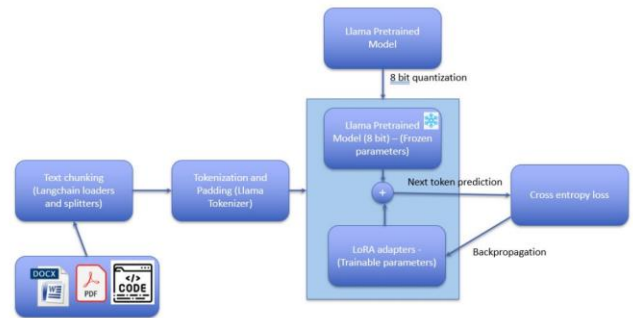 Llama Pretrained
Model
8 bit quantization
Llama Pretrained
Model (8 bit) – (Frozen
parameters)
Text chunking
(Langchain loaders
and splitters)
Tokenization and
Padding (Llama
Tokenizer)
+
Next token prediction
Cross entropy loss
LoRA adapters -
(Trainable parameters)
Backpropagation
DOCX
W
PDF
</>
CODE